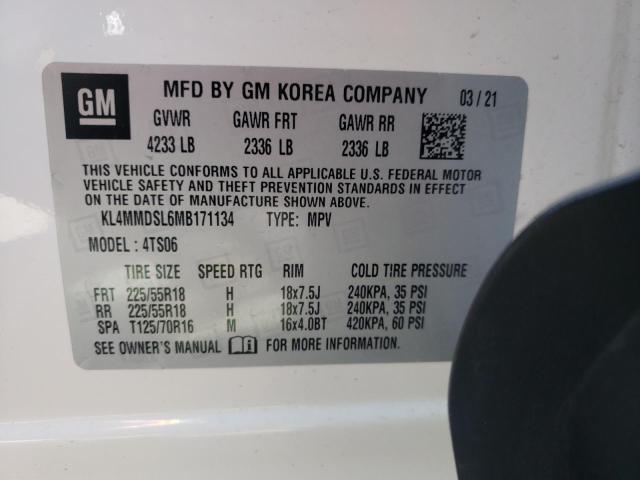 GM
MFD BY GM KOREA COMPANY 03/21
GVWR GAWR FRT GAWR RR
4233 LB 2336 LB 2336 LB
THIS VEHICLE CONFORMS TO ALL APPLICABLE U.S. FEDERAL MOTOR
VEHICLE SAFETY AND THEFT PREVENTION STANDARDS IN EFFECT
ON THE DATE OF MANUFACTURE SHOWN ABOVE.
KL4MMDSL6MB171134 TYPE: MPV
MODEL: 4TS06
TIRE SIZE SPEED RTG RIM COLD TIRE PRESSURE
FRT 225/55R18 H 18x7.5J 240KPA, 35 PSI
RR 225/55R18 H 18x7.5J 240KPA, 35 PSI
SPA T125/70R16 M 16x4.0BT 420KPA, 60 PSI
SEE OWNER'S MANUAL FOR MORE INFORMATION.